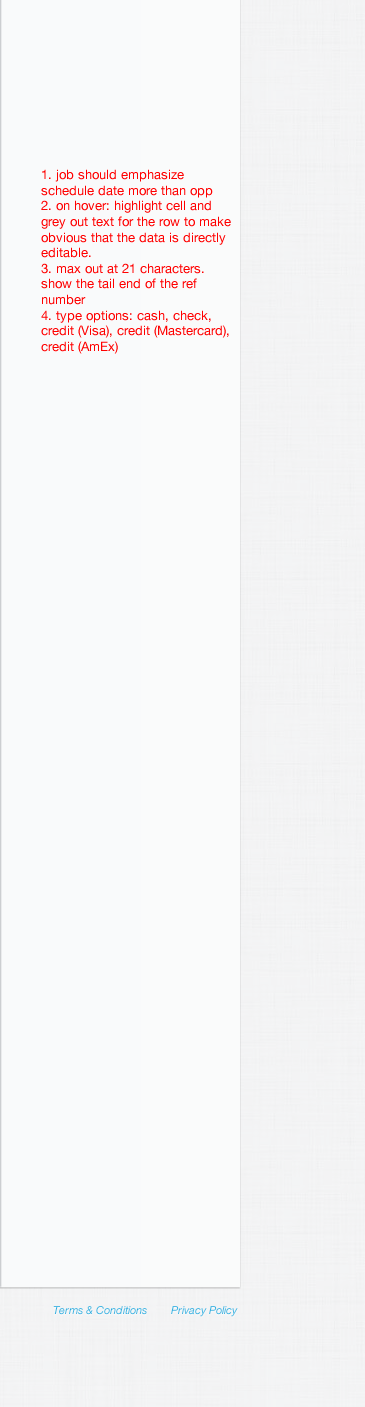 1. job should emphasize
schedule date more than opp
2. on hover: highlight cell and
grey out text for the row to make
obvious that the data is directly
editable.
3. max out at 21 characters.
show the tail end of the ref
number
4. type options: cash, check,
credit (Visa), credit (Mastercard),
credit (AmEx)
Terms & Conditions Privacy Policy